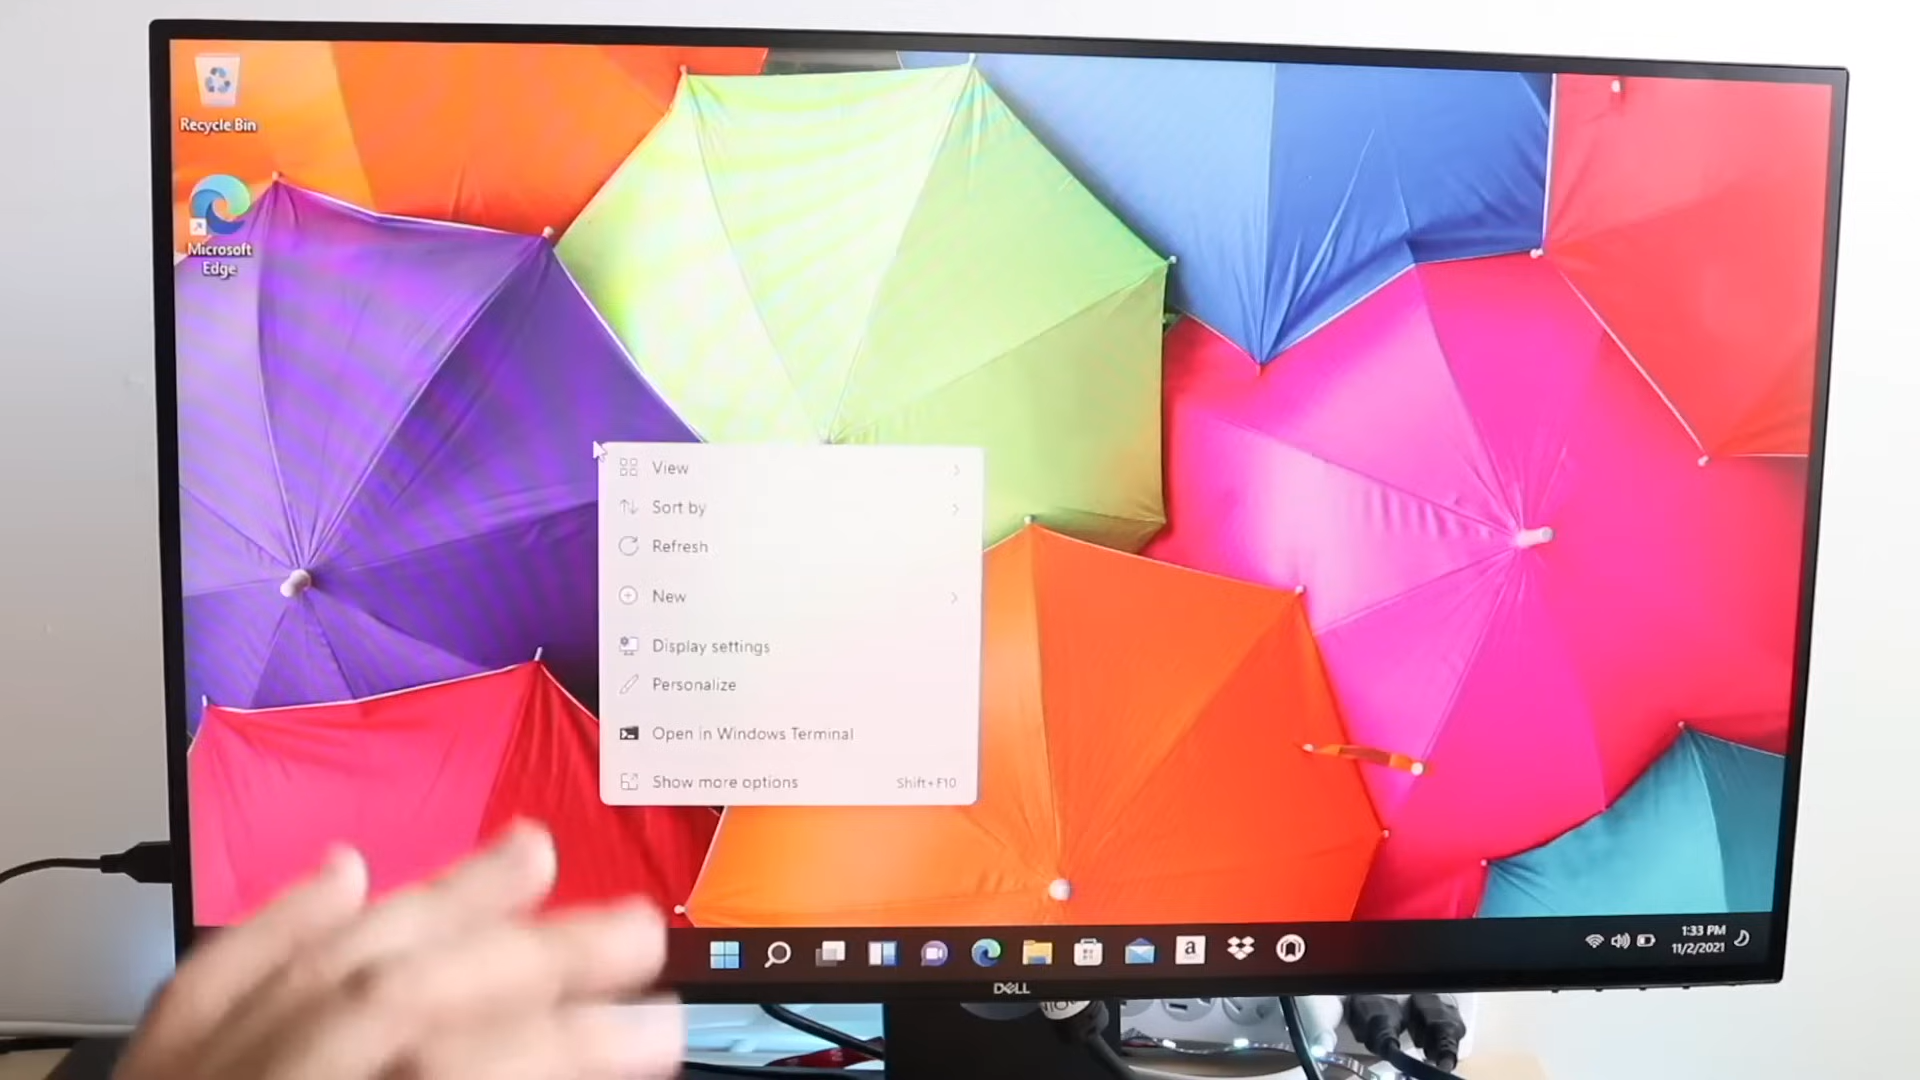 Recycle Bin
Microsoft
Edge
View
Sort by
Refresh
New
Display settings
Personalize
Open in Windows Terminal
Show more options Shift+F10
a
1:33 PM
11/2/2021
DELL